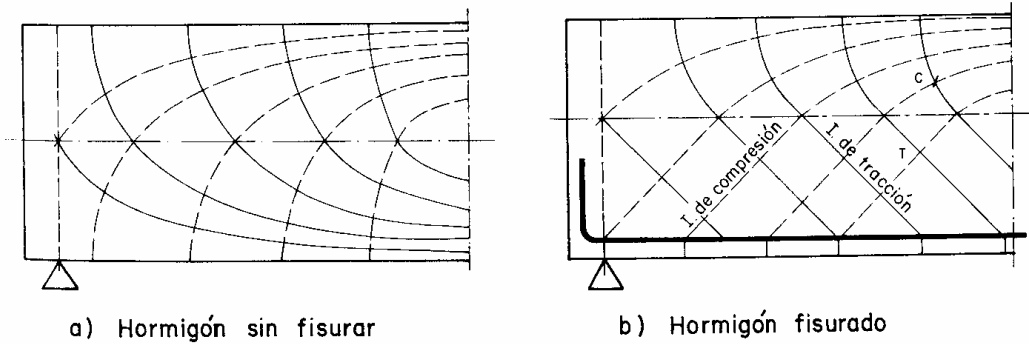 C
I. de compresión
I. de tracción
T
a) Hormigón sin fisurar
b) Hormigón fisurado